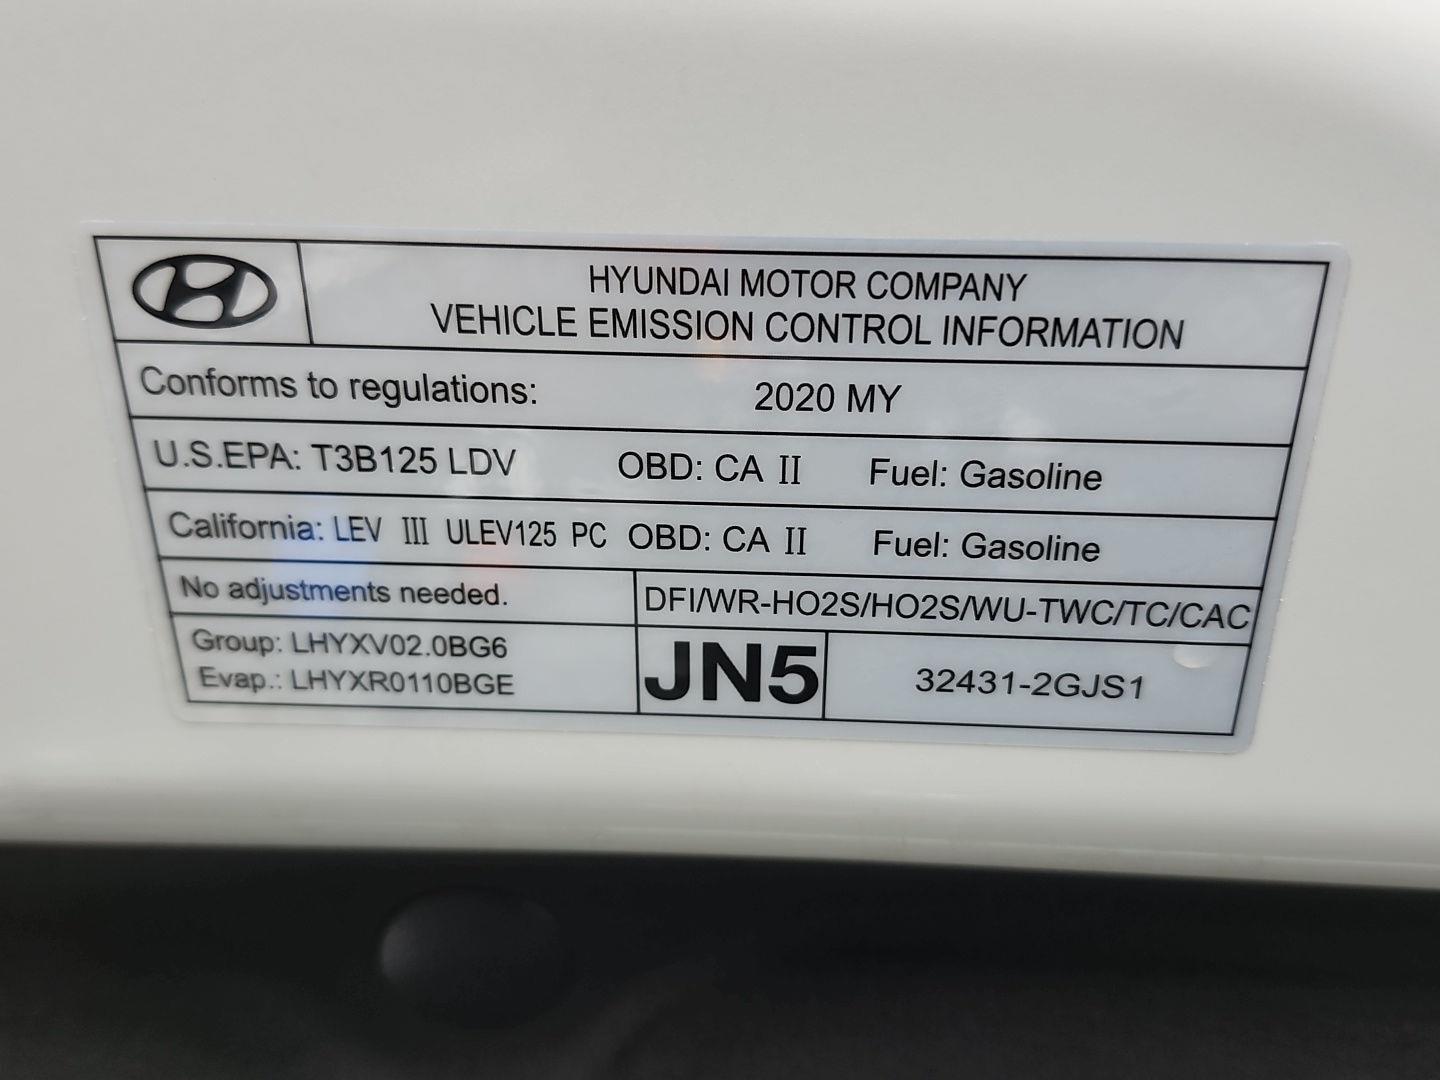 HYUNDAI MOTOR COMPANY
VEHICLE EMISSION CONTROL INFORMATION
Conforms to regulations: 2020 MY
U.S.EPA: T3B125 LDV OBD: CA II Fuel: Gasoline
California: LEV III ULEV125 PC OBD: CA II Fuel: Gasoline
No adjustments needed. DFI/WR-HO2S/HO2S/WU-TWC/TC/CAC
Group: LHYXV02.0BG6
Evap.: LHYXR0110BGE
JN5
32431-2GJS1